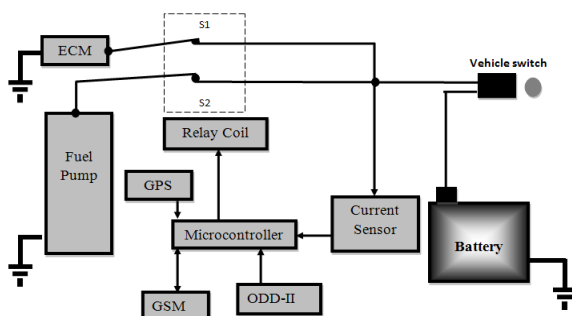 S1
ECM
Vehicle switch
S2
Relay Coil
Fuel
Pump
GPS
Current
Sensor
Microcontroller
Battery
GSM
ODD-II